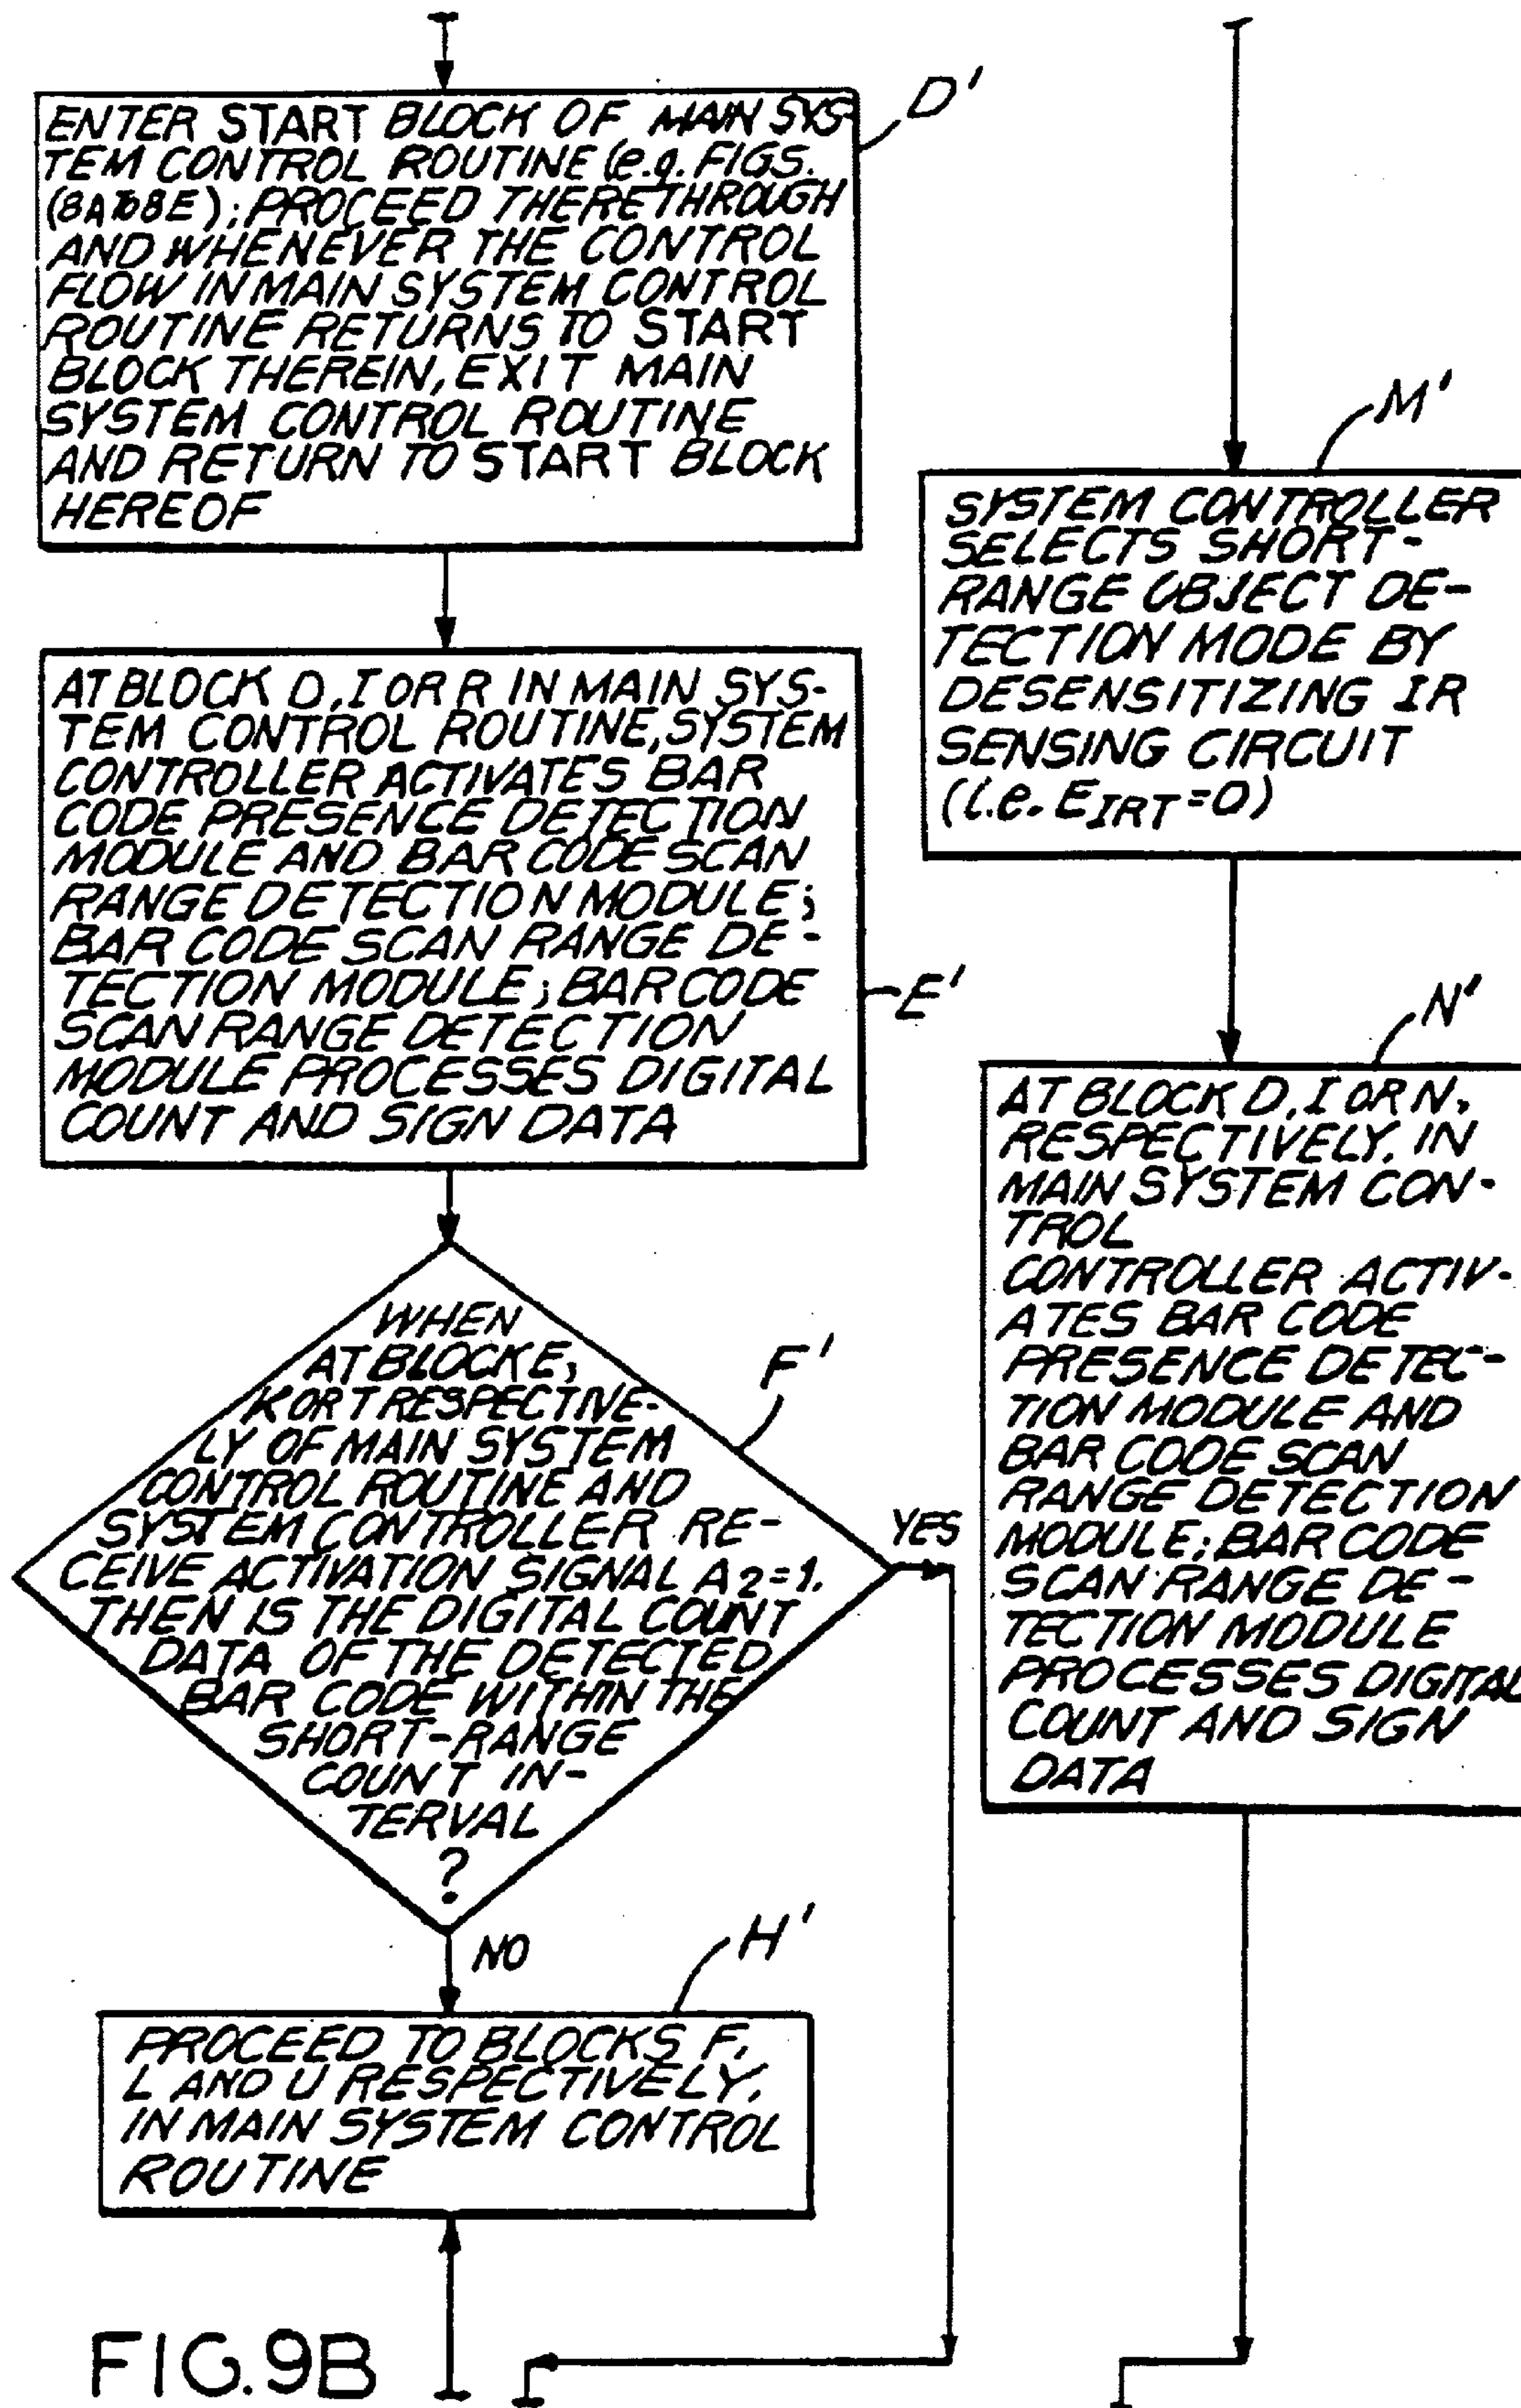 D'
ENTER START BLOCK OF MAIN SYS-
TEM CONTROL ROUTINE (e.g. FIGS.
(8A TO 8E); PROCEED THERETHROUGH
AND WHENEVER THE CONTROL
FLOW IN MAIN SYSTEM CONTROL
ROUTINE RETURNS TO START
BLOCK THEREIN, EXIT MAIN
SYSTEM CONTROL ROUTINE
AND RETURN TO START BLOCK
HEREOF
AT BLOCK D, I OR R IN MAIN SYS-
TEM CONTROL ROUTINE, SYSTEM
CONTROLLER ACTIVATES BAR
CODE PRESENCE DETECTION
MODULE AND BAR CODE SCAN
RANGE DETECTION MODULE;
BAR CODE SCAN RANGE DE-
TECTION MODULE; BAR CODE
SCAN RANGE DETECTION
MODULE PROCESSES DIGITAL
COUNT AND SIGN DATA
E'
WHEN
AT BLOCK E,
K OR T RESPECTIVE-
LY OF MAIN SYSTEM
CONTROL ROUTINE AND
SYSTEM CONTROLLER RE-
CEIVE ACTIVATION SIGNAL A2=1.
THEN IS THE DIGITAL COUNT
DATA OF THE DETECTED
BAR CODE WITHIN THE
SHORT-RANGE
COUNT IN-
TERVAL
?
F'
YES
NO
H'
PROCEED TO BLOCKS F,
L AND U RESPECTIVELY,
IN MAIN SYSTEM CONTROL
ROUTINE
M'
SYSTEM CONTROLLER
SELECTS SHORT-
RANGE OBJECT DE-
TECTION MODE BY
DESENSITIZING IR
SENSING CIRCUIT
(i.e. EIRT=0)
N'
AT BLOCK D, I OR N,
RESPECTIVELY, IN
MAIN SYSTEM CON-
TROL
CONTROLLER ACTIV-
ATES BAR CODE
PRESENCE DETEC-
TION MODULE AND
BAR CODE SCAN
RANGE DETECTION
MODULE; BAR CODE
SCAN RANGE DE-
TECTION MODULE
PROCESSES DIGITAL
COUNT AND SIGN
DATA
FIG. 9B